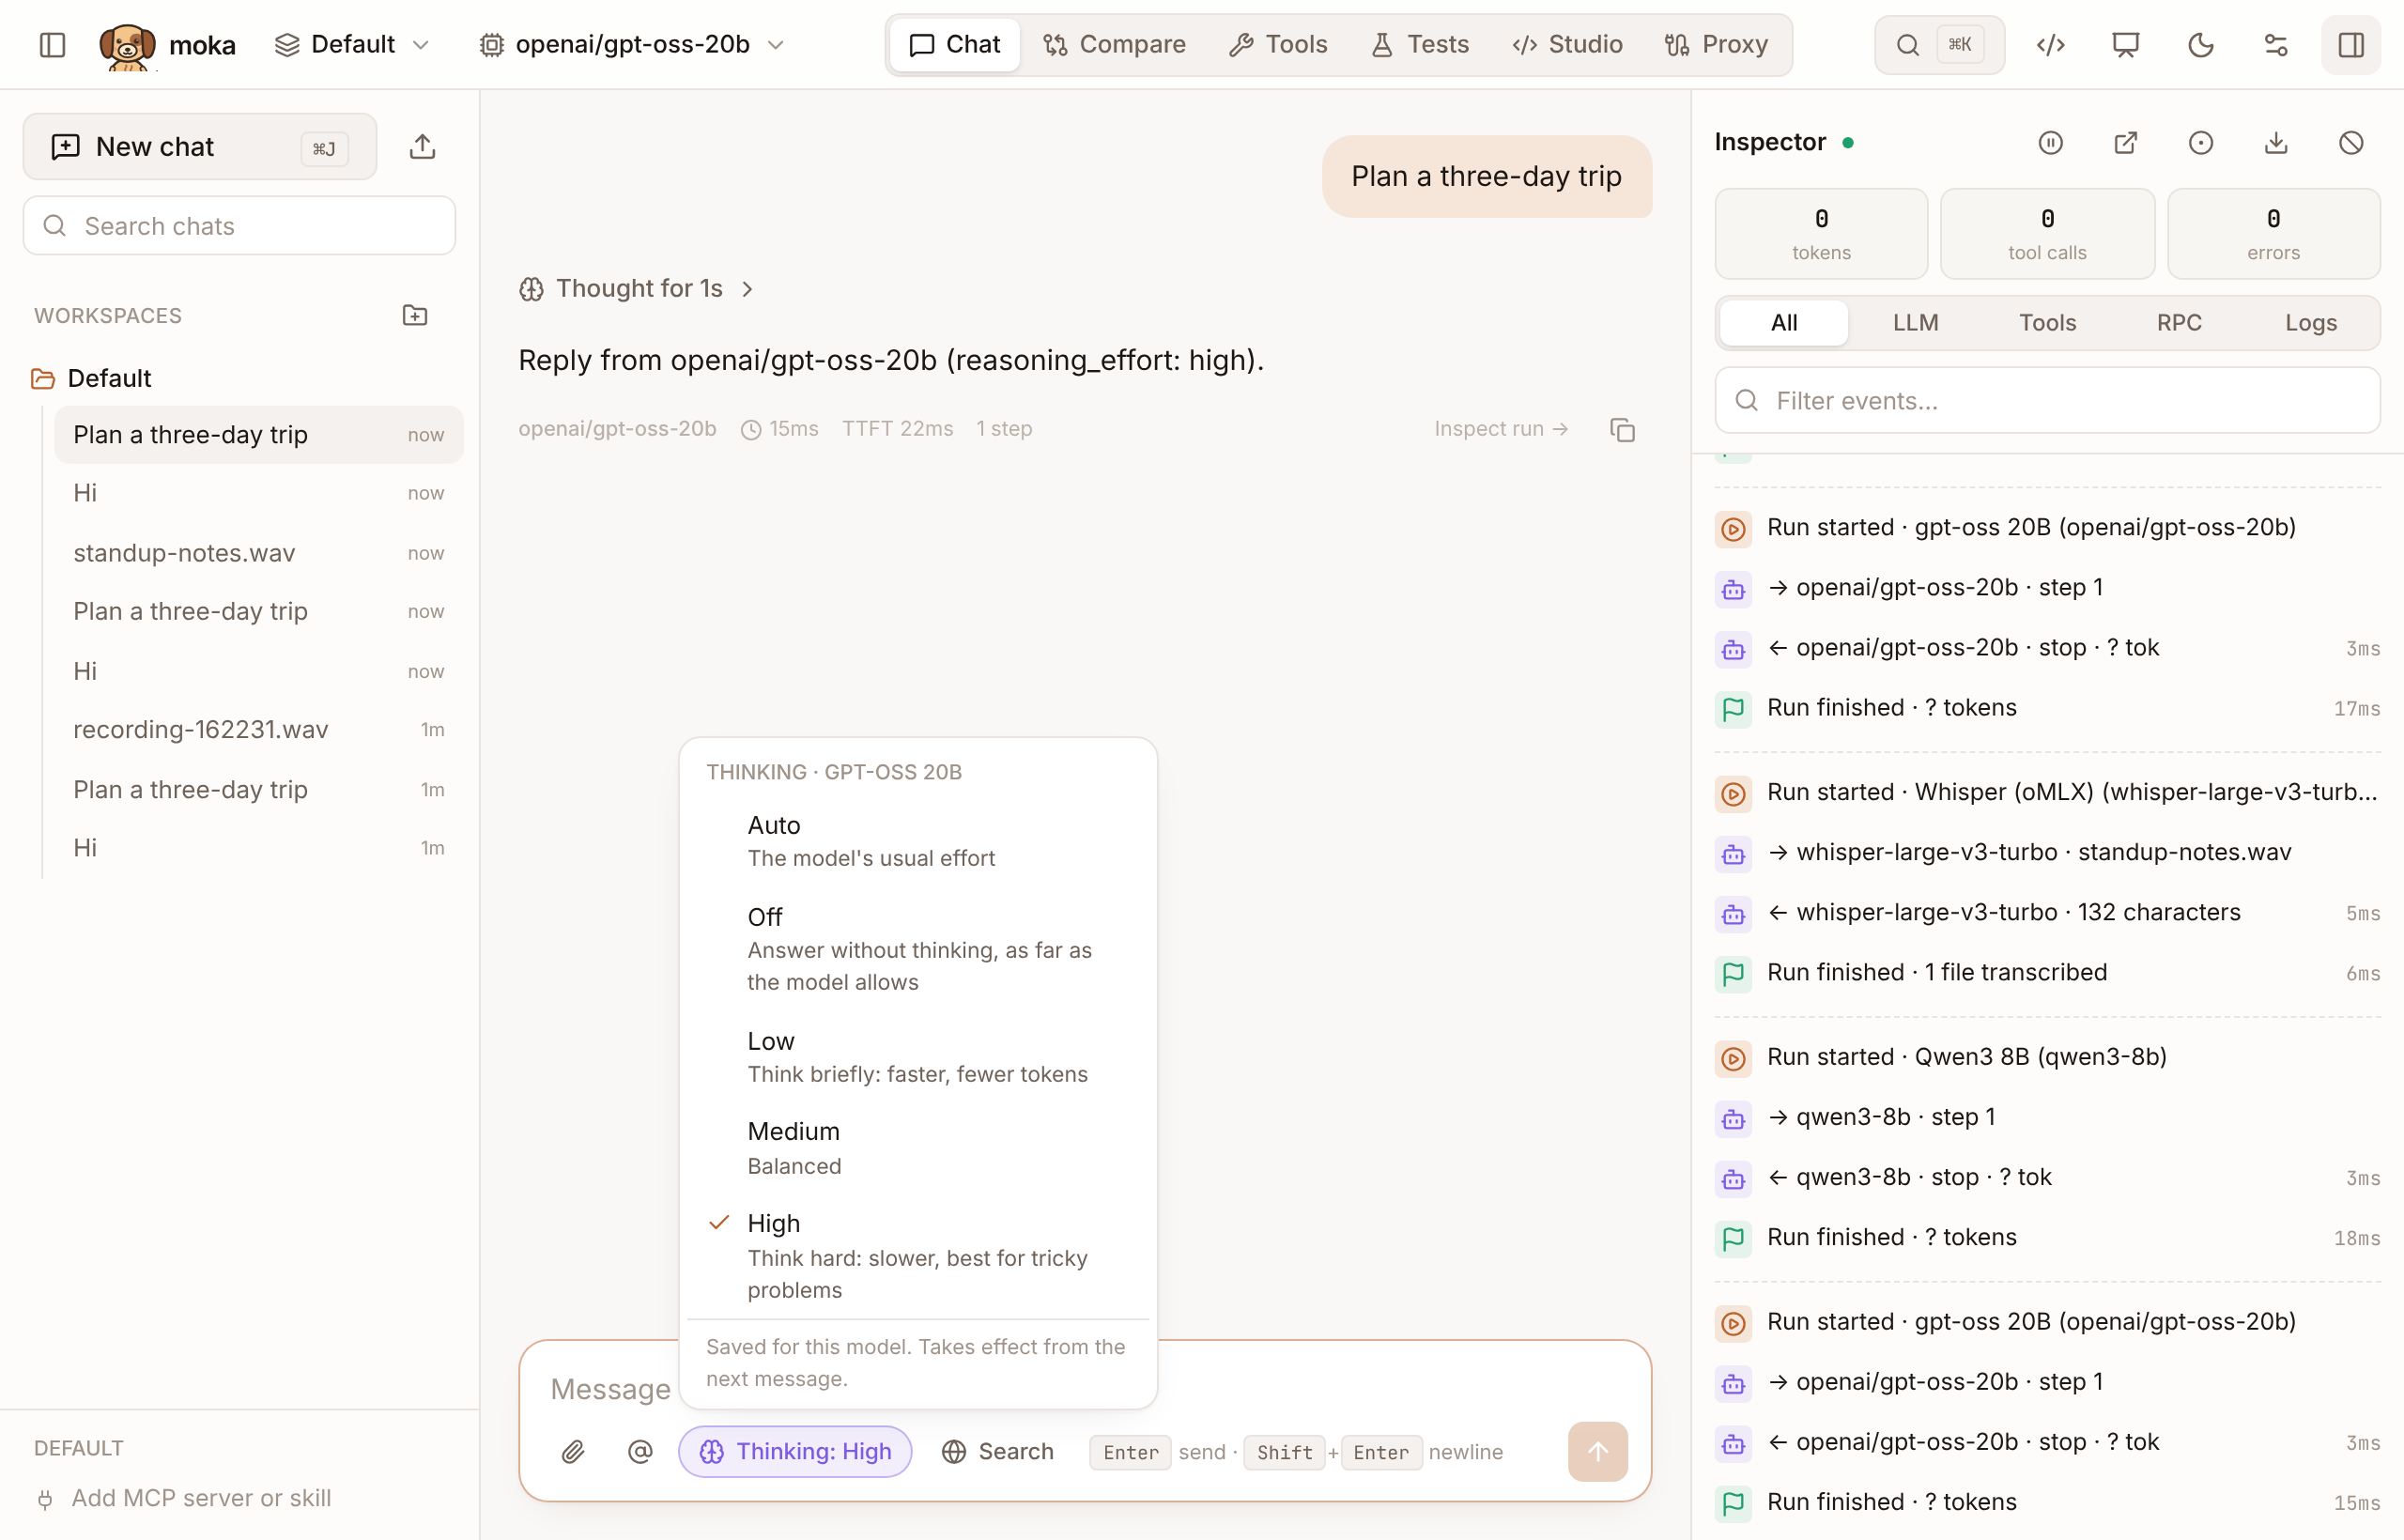 moka
Default
openai/gpt-oss-20b
Chat
Compare
Tools
Tests
Studio
Proxy
⌘K
New chat
⌘J
Search chats
WORKSPACES
Default
Plan a three-day trip now
Hi now
standup-notes.wav now
Plan a three-day trip now
Hi now
recording-162231.wav 1m
Plan a three-day trip 1m
Hi 1m
DEFAULT
Add MCP server or skill
Plan a three-day trip
Thought for 1s
Reply from openai/gpt-oss-20b (reasoning_effort: high).
openai/gpt-oss-20b 15ms TTFT 22ms 1 step
Inspect run →
THINKING · GPT-OSS 20B
Auto
The model's usual effort
Off
Answer without thinking, as far as
the model allows
Low
Think briefly: faster, fewer tokens
Medium
Balanced
High
Think hard: slower, best for tricky
problems
Saved for this model. Takes effect from the
next message.
Message
Thinking: High
Search
Enter send · Shift + Enter newline
Inspector
0 tokens
0 tool calls
0 errors
All
LLM
Tools
RPC
Logs
Filter events...
Run started · gpt-oss 20B (openai/gpt-oss-20b)
→ openai/gpt-oss-20b · step 1
← openai/gpt-oss-20b · stop · ? tok 3ms
Run finished · ? tokens 17ms
Run started · Whisper (oMLX) (whisper-large-v3-turb...
→ whisper-large-v3-turbo · standup-notes.wav
← whisper-large-v3-turbo · 132 characters 5ms
Run finished · 1 file transcribed 6ms
Run started · Qwen3 8B (qwen3-8b)
→ qwen3-8b · step 1
← qwen3-8b · stop · ? tok 3ms
Run finished · ? tokens 18ms
Run started · gpt-oss 20B (openai/gpt-oss-20b)
→ openai/gpt-oss-20b · step 1
← openai/gpt-oss-20b · stop · ? tok 3ms
Run finished · ? tokens 15ms